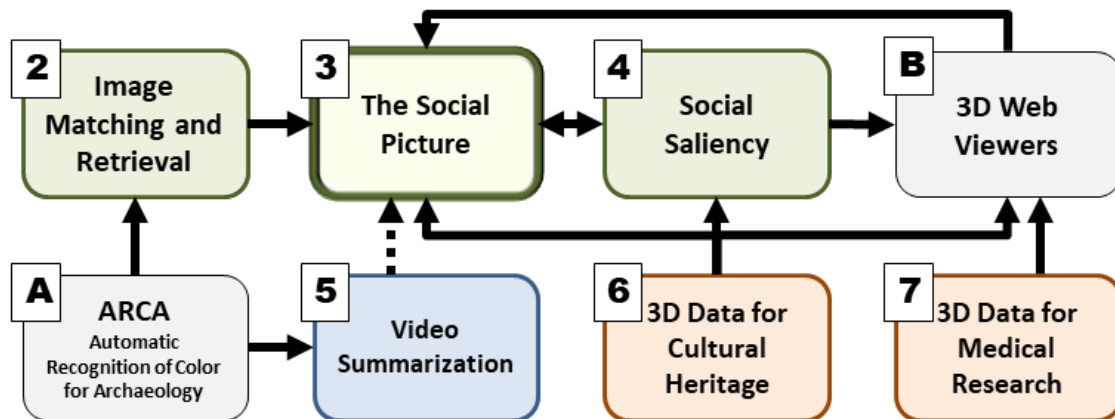 2
Image
Matching and
Retrieval
3
The Social
Picture
4
Social
Saliency
B
3D Web
Viewers
A
ARCA
Automatic
Recognition of Color
for Archaeology
5
Video
Summarization
6
3D Data for
Cultural
Heritage
7
3D Data for
Medical
Research